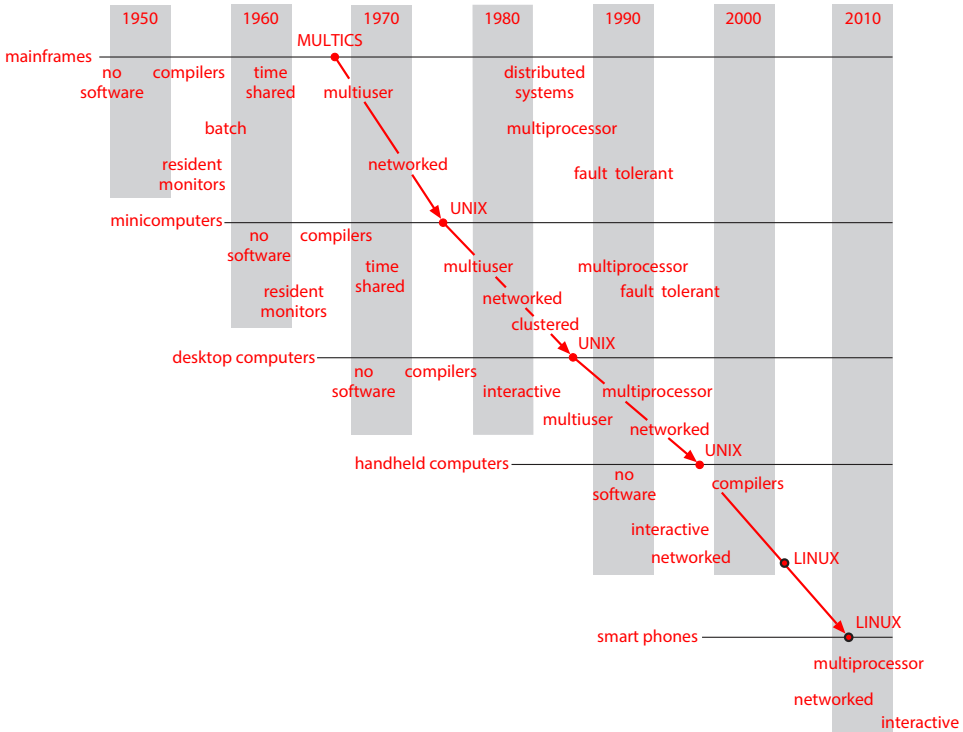 1950 1960 1970 1980 1990 2000 2010
MULTICS
mainframes
no software
compilers
time shared
multiuser
distributed systems
batch
multiprocessor
resident monitors
networked
fault tolerant
UNIX
minicomputers
no software
compilers
time shared
multiuser
multiprocessor
resident monitors
networked
fault tolerant
clustered
UNIX
desktop computers
no software
compilers
interactive
multiprocessor
multiuser
networked
UNIX
handheld computers
no software
compilers
interactive
networked
LINUX
LINUX
smart phones
multiprocessor
networked
interactive